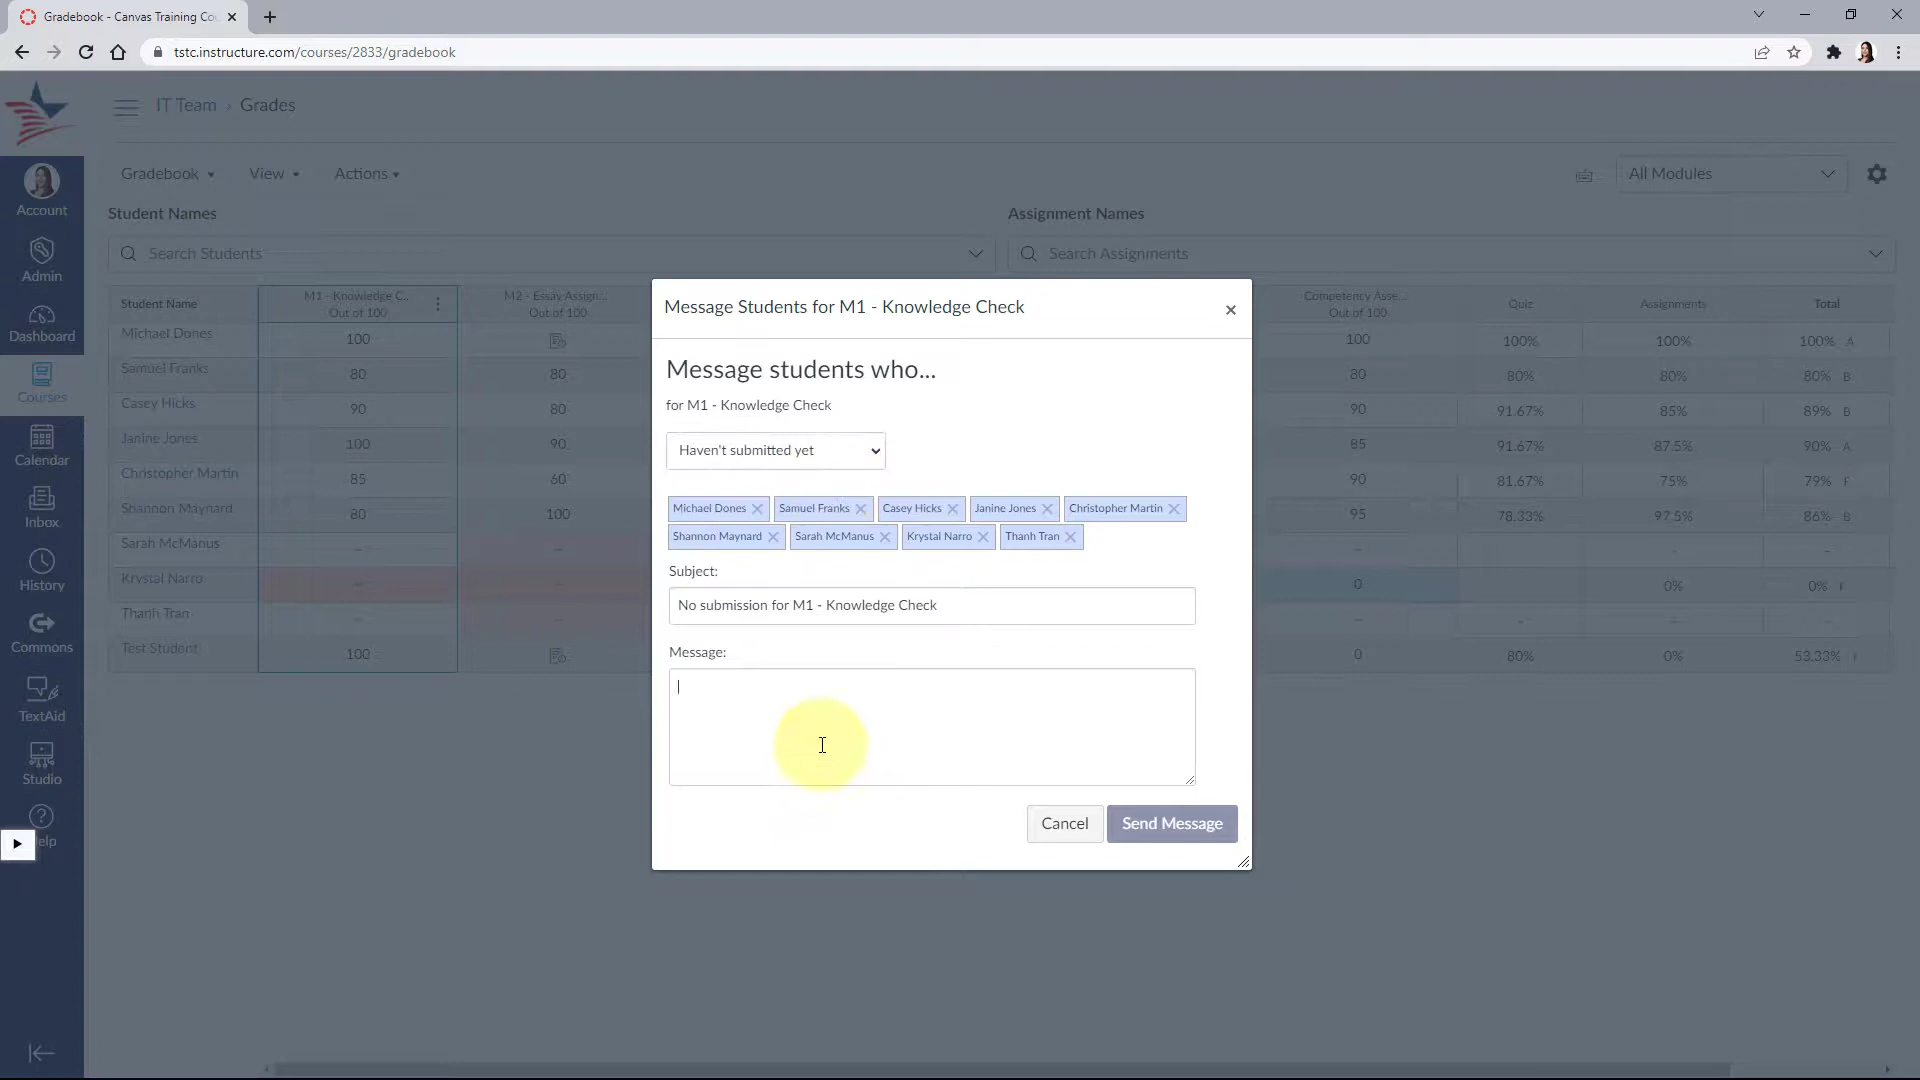 Gradebook - Canvas Training Co
tstc.instructure.com/courses/2833/gradebook
IT Team › Grades
Gradebook View Actions All Modules
Student Names Assignment Names
Search Students Search Assignments
Student Name M1 - Knowledge C... Out of 100 M2 - Essay Assign... Out of 100 Competency Asse... Out of 100 Quiz Assignments Total
Michael Dones 100 100 100% 100% 100% A
Samuel Franks 80 80 80 80% 80% 80% B
Casey Hicks 90 80 90 91.67% 85% 89% B
Janine Jones 100 90 85 91.67% 87.5% 90% A
Christopher Martin 85 60 90 81.67% 75% 79% F
Shannon Maynard 80 100 95 78.33% 97.5% 86% B
Sarah McManus – – – – –
Krystal Narro – – 0 0% 0% F
Thanh Tran – – – – –
Test Student 100 0 80% 0% 53.33%
Account
Admin
Dashboard
Courses
Calendar
Inbox
History
Commons
TextAid
Studio
elp
Message Students for M1 - Knowledge Check
Message students who...
for M1 - Knowledge Check
Haven't submitted yet
Michael Dones Samuel Franks Casey Hicks Janine Jones Christopher Martin
Shannon Maynard Sarah McManus Krystal Narro Thanh Tran
Subject:
No submission for M1 - Knowledge Check
Message:
Cancel Send Message